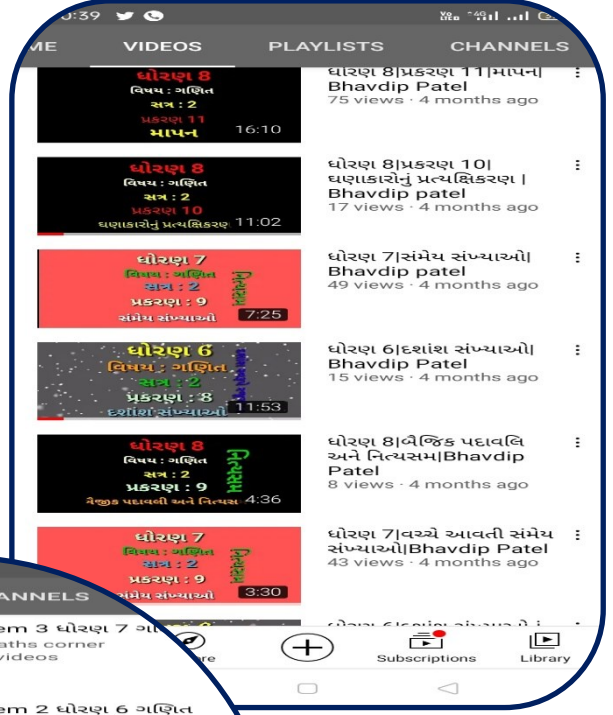 0:39
VoLTE 4G
ME VIDEOS PLAYLISTS CHANNELS
ધોરણ 8
વિષય : ગણિત
સત્ર : 2
પ્રકરણ 11
માપન
16:10
ધોરણ 8|પ્રકરણ 11|માપન|
Bhavdip Patel
75 views · 4 months ago
ધોરણ 8
વિષય : ગણિત
સત્ર : 2
પ્રકરણ 10
ઘણાકારોનું પ્રત્યક્ષિકરણ
11:02
ધોરણ 8|પ્રકરણ 10|
ઘણાકારોનું પ્રત્યક્ષિકરણ |
Bhavdip patel
17 views · 4 months ago
ધોરણ 7
વિષય : ગણિત
સત્ર : 2
પ્રકરણ : 9
સંમેય સંખ્યાઓ
7:25
ધોરણ 7|સંમેય સંખ્યાઓ|
Bhavdip patel
49 views · 4 months ago
ધોરણ 6
વિષય : ગણિત
સત્ર : 2
પ્રકરણ : 8
દશાંશ સંખ્યાઓ
11:53
ધોરણ 6|દશાંશ સંખ્યાઓ|
Bhavdip Patel
15 views · 4 months ago
ધોરણ 8
વિષય : ગણિત
સત્ર : 2
પ્રકરણ : 9
બૈજીક પદાવલી અને નિત્યસ
નિત્યસમ
4:36
ધોરણ 8|બૈજિક પદાવલિ
અને નિત્યસમ|Bhavdip
Patel
8 views · 4 months ago
ધોરણ 7
વિષય : ગણિત
સત્ર : 2
પ્રકરણ : 9
સંમેય સંખ્યાઓ
3:30
ધોરણ 7|વચ્ચે આવતી સંમેય
સંખ્યાઓ|Bhavdip Patel
43 views · 4 months ago
Subscriptions
Library
ANNELS
em 3 ધોરણ 7 ગ
aths corner
videos
em 2 ધોરણ 6 ગણિત